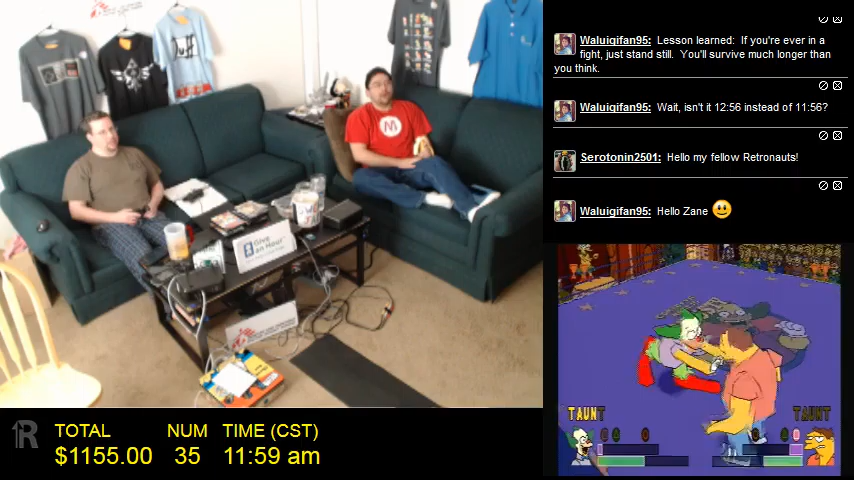 Waluigifan95: Lesson learned: If you're ever in a
fight, just stand still. You'll survive much longer than
you think.
Waluigifan95: Wait, isn't it 12:56 instead of 11:56?
Serotonin2501: Hello my fellow Retronauts!
Waluigifan95: Hello Zane
M
Give
an Hour
TAUNT
TAUNT
R
TOTAL
NUM
TIME (CST)
$1155.00
35
11:59 am